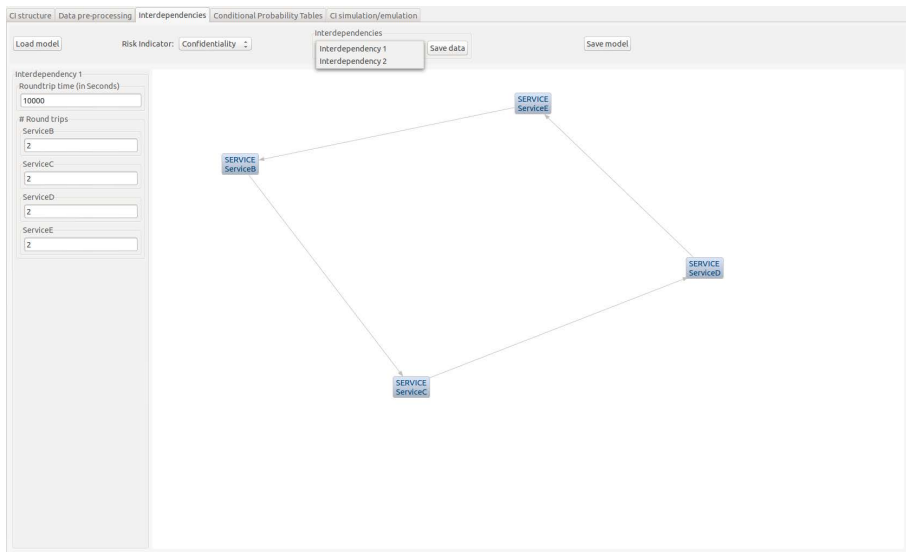 CI structure Data pre-processing Interdependencies Conditional Probability Tables CI simulation/emulation
Load model Risk Indicator: Confidentiality
Interdependencies
Interdependency 1
Interdependency 2
Save data
Save model
Interdependency 1
Roundtrip time (in Seconds)
10000
# Round trips
ServiceB
2
ServiceC
2
ServiceD
2
ServiceE
2
SERVICE
ServiceE
SERVICE
ServiceB
SERVICE
ServiceD
SERVICE
ServiceC